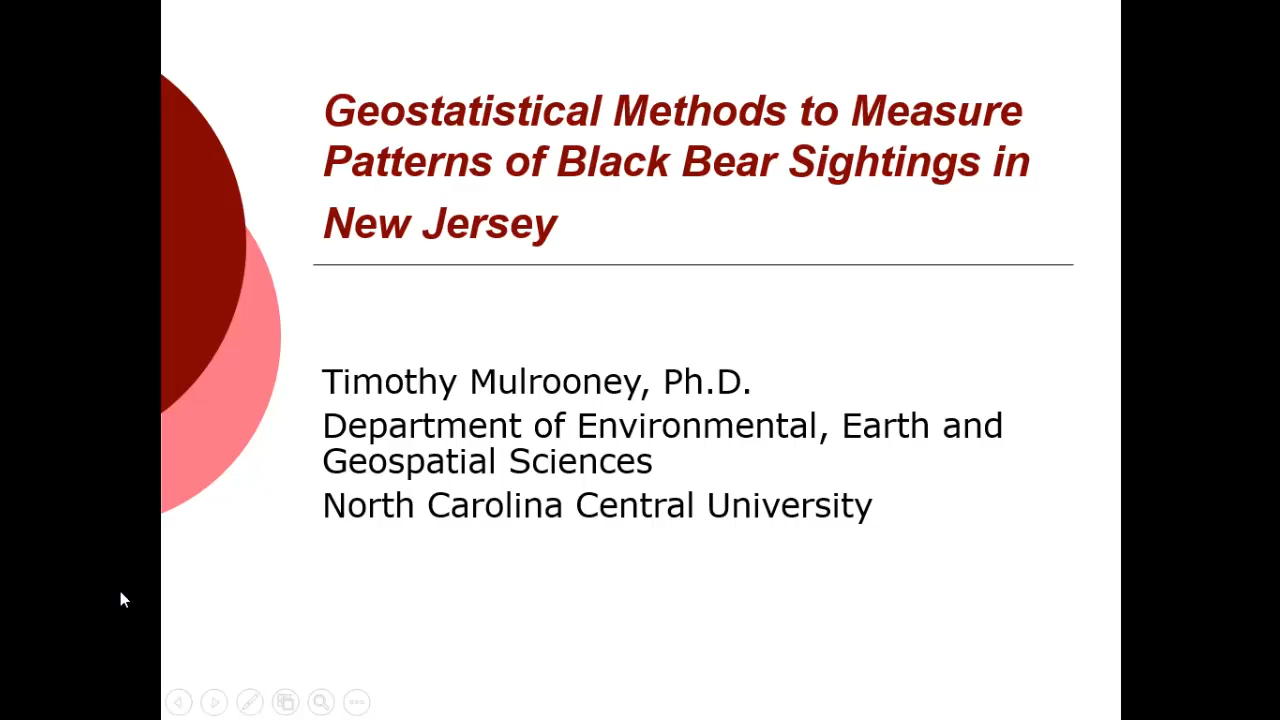 Geostatistical Methods to Measure
Patterns of Black Bear Sightings in
New Jersey
Timothy Mulrooney, Ph.D.
Department of Environmental, Earth and
Geospatial Sciences
North Carolina Central University